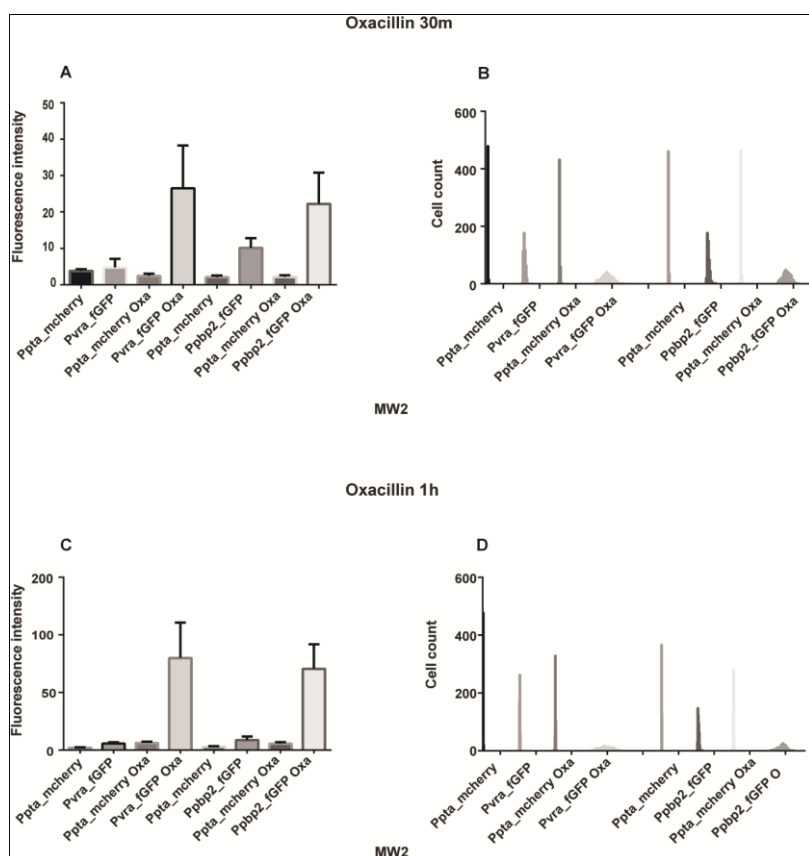 Oxacillin 30m
A
Fluorescence intensity
50
40
30
20
10
0
Ppta_mcherry
Pvra_fGFP
Ppta_mcherry Oxa
Pvra_fGFP Oxa
Ppta_mcherry
Ppbp2_fGFP
Ppta_mcherry Oxa
Ppbp2_fGFP Oxa
B
Cell count
600
400
200
0
Ppta_mcherry
Pvra_fGFP
Ppta_mcherry Oxa
Pvra_fGFP Oxa
Ppta_mcherry
Ppbp2_fGFP
Ppta_mcherry Oxa
Ppbp2_fGFP Oxa
MW2
Oxacillin 1h
C
Fluorescence intensity
200
100
50
0
Ppta_mcherry
Pvra_fGFP
Ppta_mcherry Oxa
Pvra_fGFP Oxa
Ppta_mcherry
Ppbp2_fGFP
Ppta_mcherry Oxa
Ppbp2_fGFP Oxa
D
Cell count
600
400
200
0
Ppta_mcherry
Pvra_fGFP
Ppta_mcherry Oxa
Pvra_fGFP Oxa
Ppta_mcherry
Ppbp2_fGFP
Ppta_mcherry Oxa
Ppbp2_fGFP O
MW2